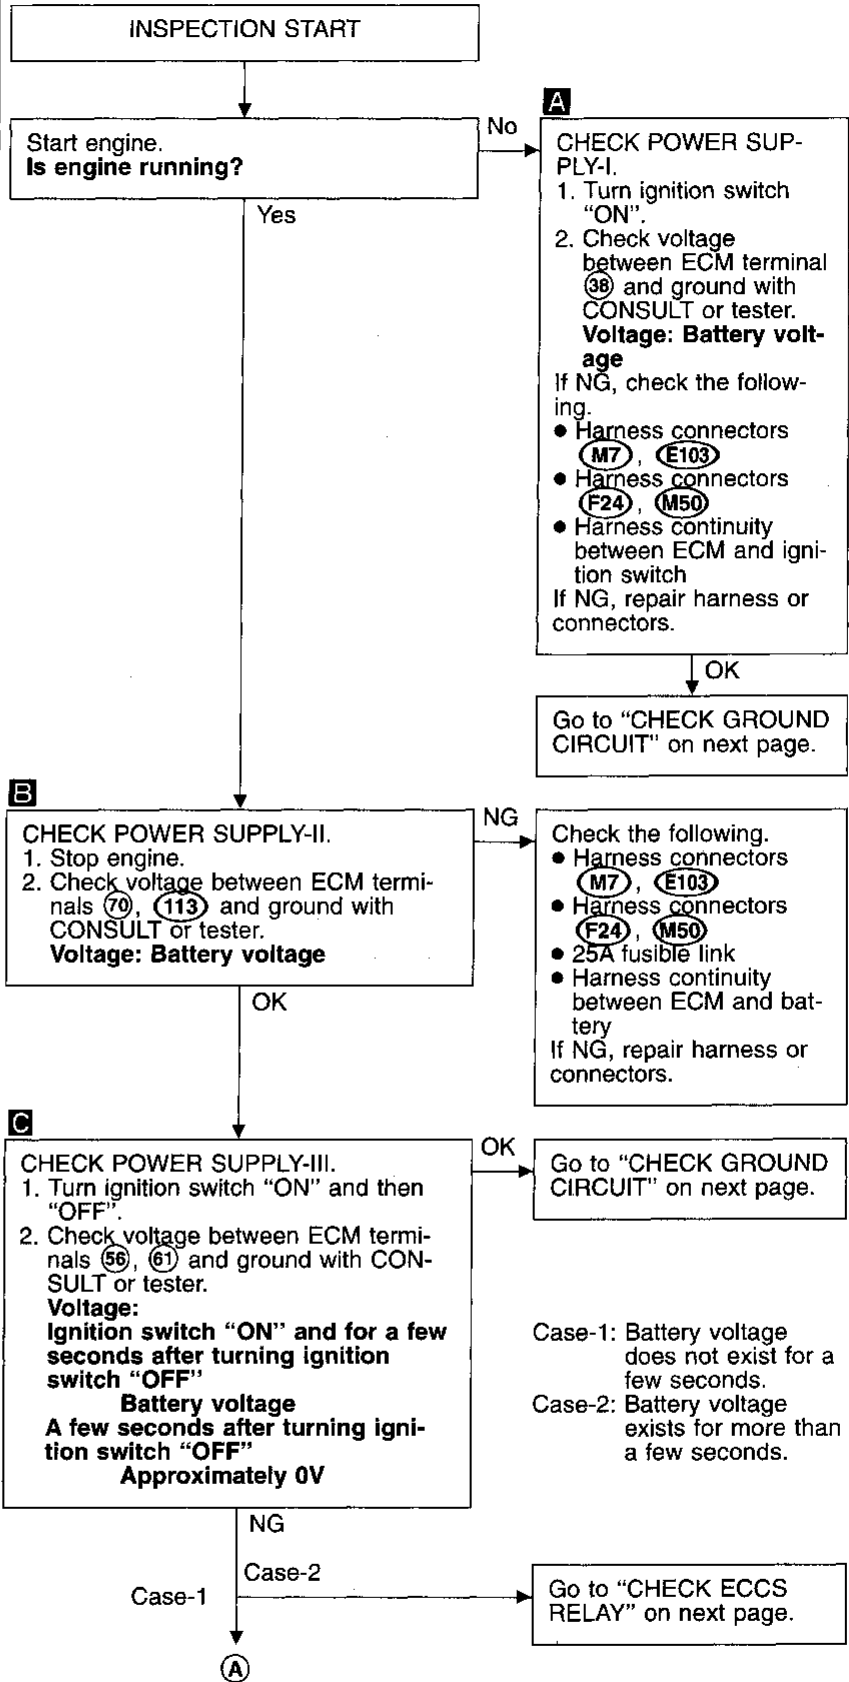 INSPECTION START
Start engine.
Is engine running?
No
Yes
A
CHECK POWER SUP-
PLY-I.
1. Turn ignition switch
"ON".
2. Check voltage
between ECM terminal
38 and ground with
CONSULT or tester.
Voltage: Battery volt-
age
If NG, check the follow-
ing.
● Harness connectors
M7, E103
● Harness connectors
F24, M50
● Harness continuity
between ECM and igni-
tion switch
If NG, repair harness or
connectors.
OK
Go to "CHECK GROUND
CIRCUIT" on next page.
B
CHECK POWER SUPPLY-II.
1. Stop engine.
2. Check voltage between ECM termi-
nals 70, 113 and ground with
CONSULT or tester.
Voltage: Battery voltage
NG
Check the following.
● Harness connectors
M7, E103
● Harness connectors
F24, M50
● 25A fusible link
● Harness continuity
between ECM and bat-
tery
If NG, repair harness or
connectors.
OK
C
CHECK POWER SUPPLY-III.
1. Turn ignition switch "ON" and then
"OFF".
2. Check voltage between ECM termi-
nals 56, 61 and ground with CON-
SULT or tester.
Voltage:
Ignition switch "ON" and for a few
seconds after turning ignition
switch "OFF"
Battery voltage
A few seconds after turning igni-
tion switch "OFF"
Approximately 0V
OK
Go to "CHECK GROUND
CIRCUIT" on next page.
Case-1: Battery voltage
does not exist for a
few seconds.
Case-2: Battery voltage
exists for more than
a few seconds.
NG
Case-2
Case-1
Go to "CHECK ECCS
RELAY" on next page.
A